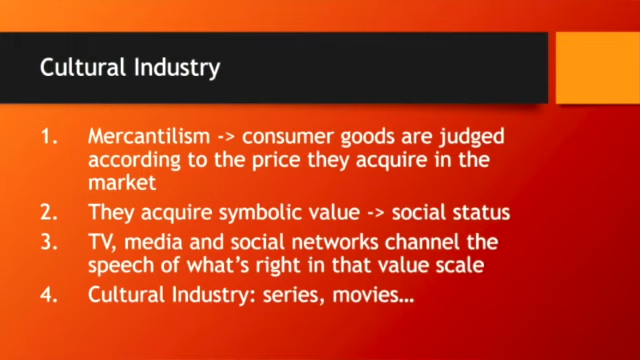 Cultural Industry
1. Mercantilism -> consumer goods are judged
according to the price they acquire in the
market
2. They acquire symbolic value -> social status
3. TV, media and social networks channel the
speech of what's right in that value scale
4. Cultural Industry: series, movies…